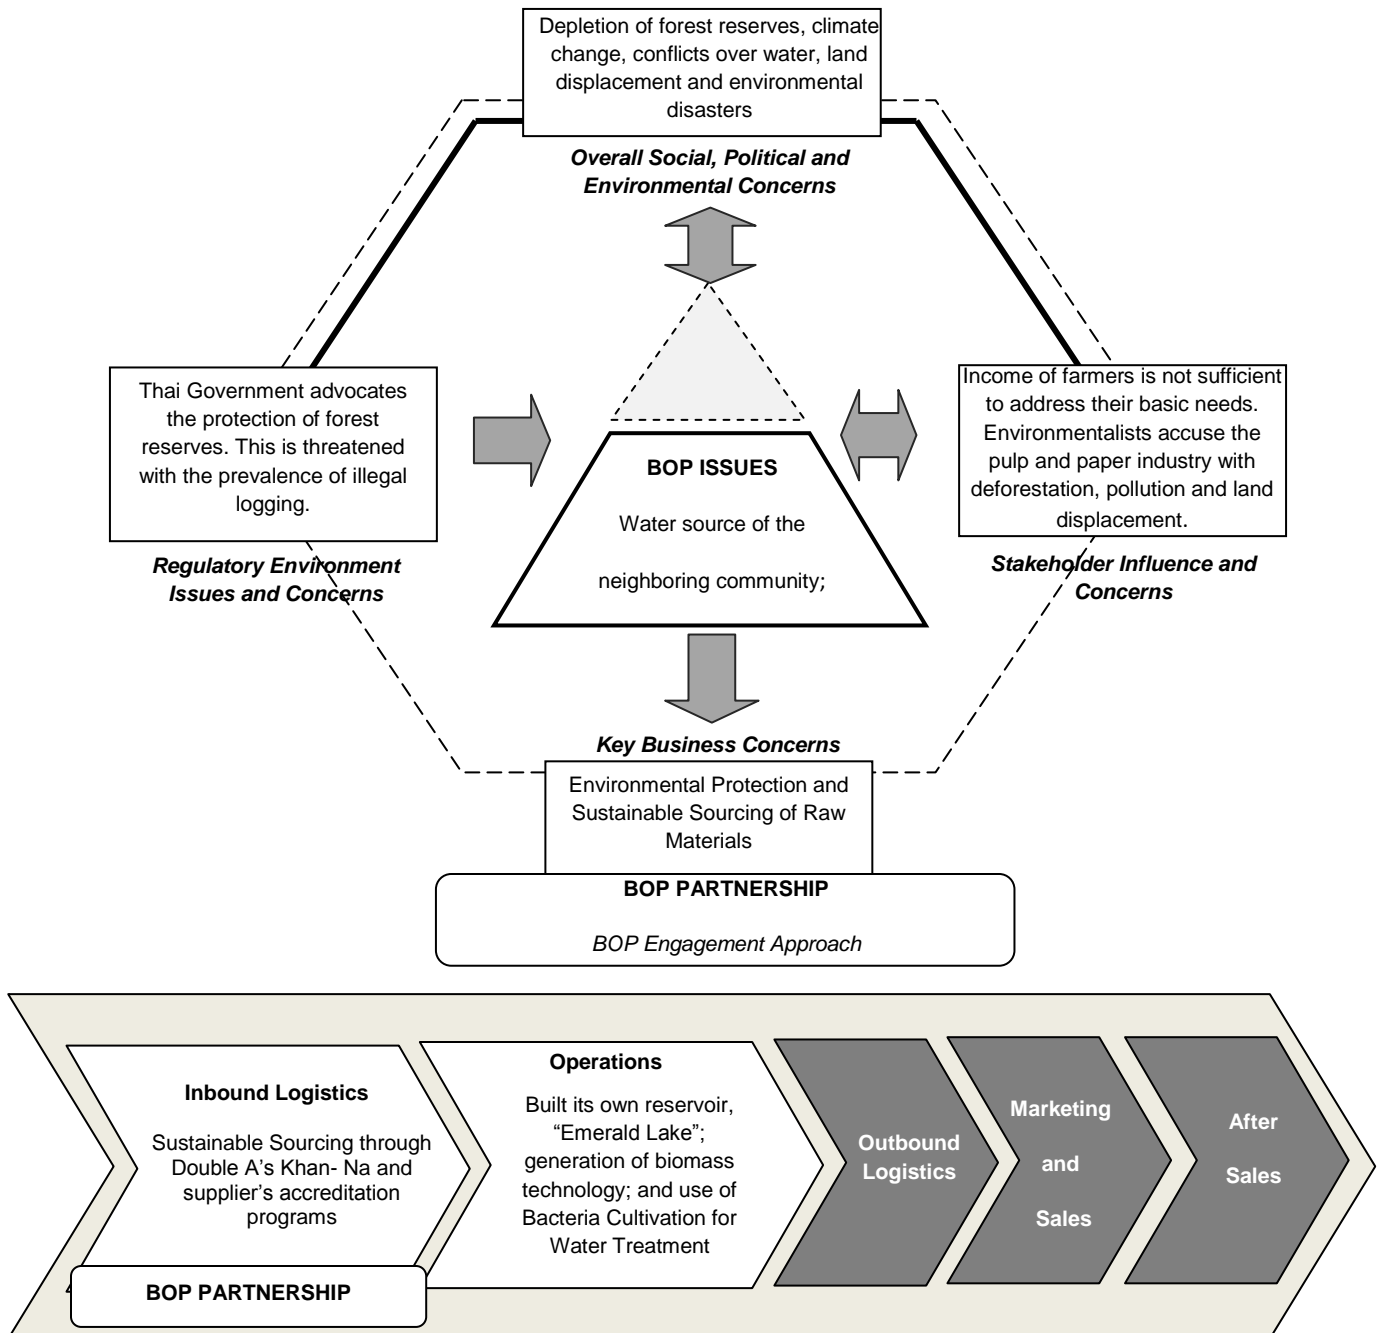 Depletion of forest reserves, climate
change, conflicts over water, land
displacement and environmental
disasters
Overall Social, Political and
Environmental Concerns
Thai Government advocates
the protection of forest
reserves. This is threatened
with the prevalence of illegal
logging.
Regulatory Environment
Issues and Concerns
BOP ISSUES
Water source of the
neighboring community;
Income of farmers is not sufficient
to address their basic needs.
Environmentalists accuse the
pulp and paper industry with
deforestation, pollution and land
displacement.
Stakeholder Influence and
Concerns
Key Business Concerns
Environmental Protection and
Sustainable Sourcing of Raw
Materials
BOP PARTNERSHIP
BOP Engagement Approach
Inbound Logistics
Sustainable Sourcing through
Double A's Khan- Na and
supplier's accreditation
programs
BOP PARTNERSHIP
Operations
Built its own reservoir,
“Emerald Lake”;
generation of biomass
technology; and use of
Bacteria Cultivation for
Water Treatment
Outbound
Logistics
Marketing
and
Sales
After
Sales